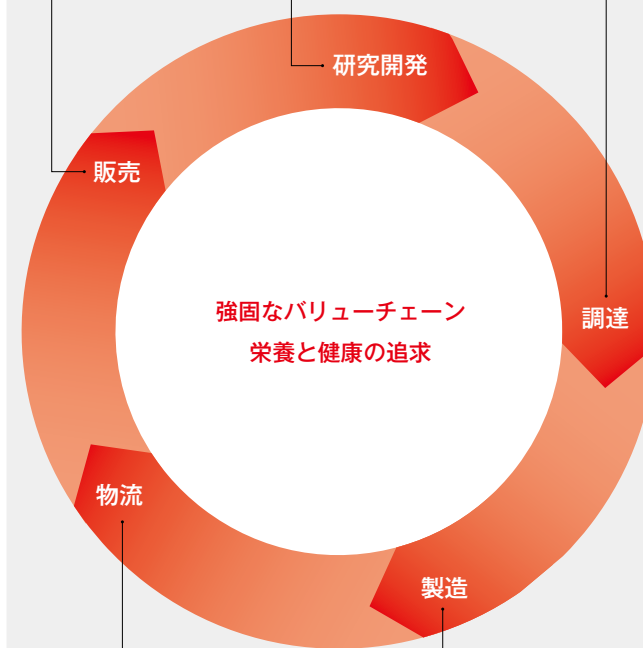 研究開発
販売
強固なバリューチェーン
栄養と健康の追求
調達
物流
製造